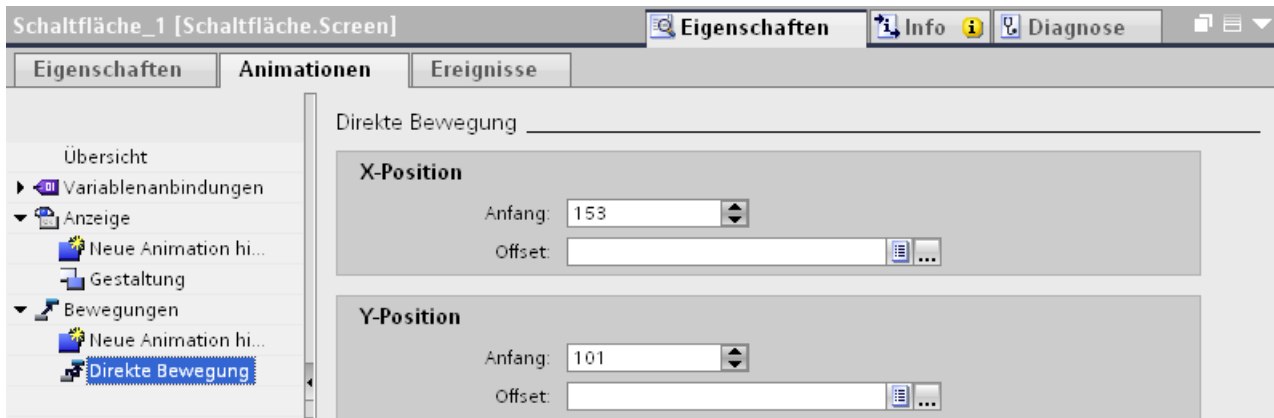 Schaltfläche_1 [Schaltfläche.Screen]
Eigenschaften
Info
Diagnose
Eigenschaften
Animationen
Ereignisse
Übersicht
Variablenanbindungen
Anzeige
Neue Animation hi...
Gestaltung
Bewegungen
Neue Animation hi...
Direkte Bewegung
Direkte Bewegung
X-Position
Anfang: 153
Offset:
...
Y-Position
Anfang: 101
Offset:
...